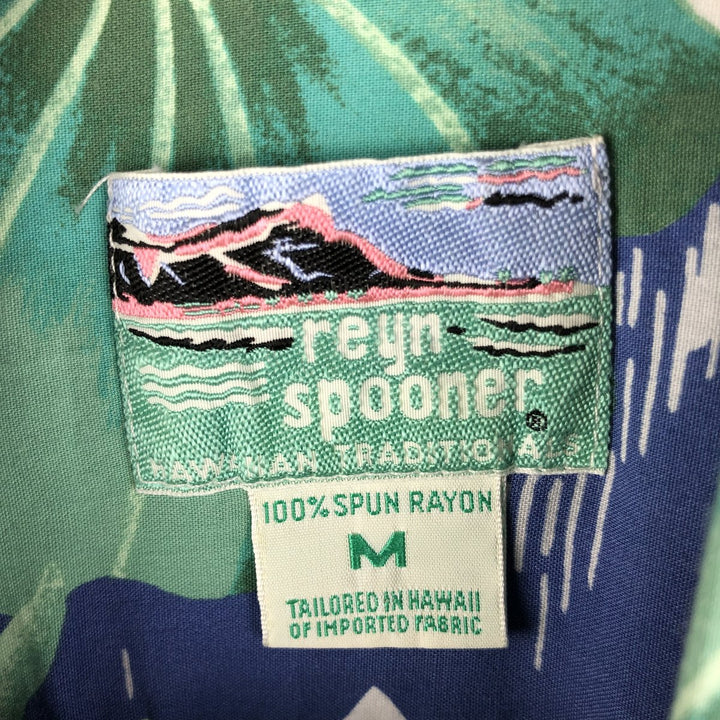 reyn
spooner®
HAWAIIAN TRADITIONALS
100% SPUN RAYON
M
TAILORED IN HAWAII
OF IMPORTED FABRIC